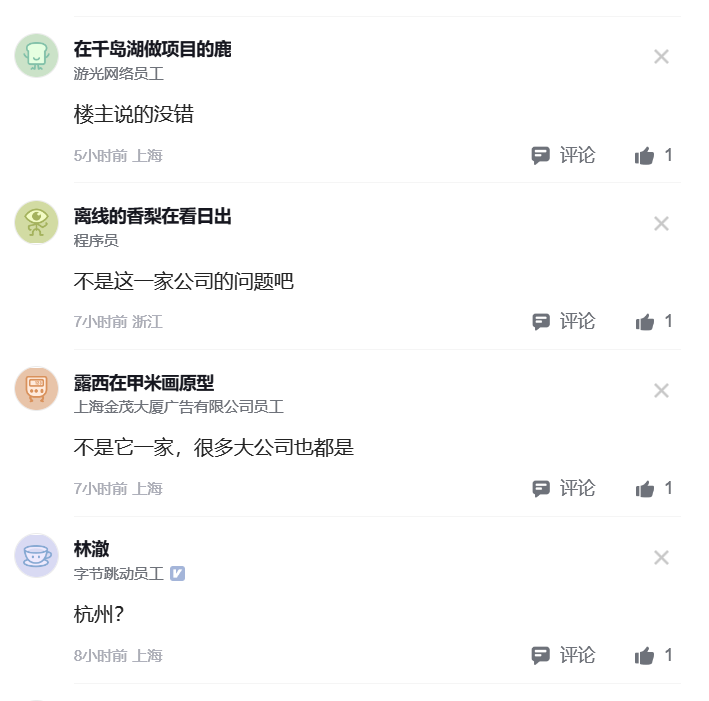 在千岛湖做项目的鹿
游光网络员工
楼主说的没错
5小时前 上海 评论 1
离线的香梨在看日出
程序员
不是这一家公司的问题吧
7小时前 浙江 评论 1
露西在甲米画原型
上海金茂大厦广告有限公司员工
不是它一家，很多大公司也都是
7小时前 上海 评论 1
林澈
字节跳动员工
杭州？
8小时前 上海 评论 1